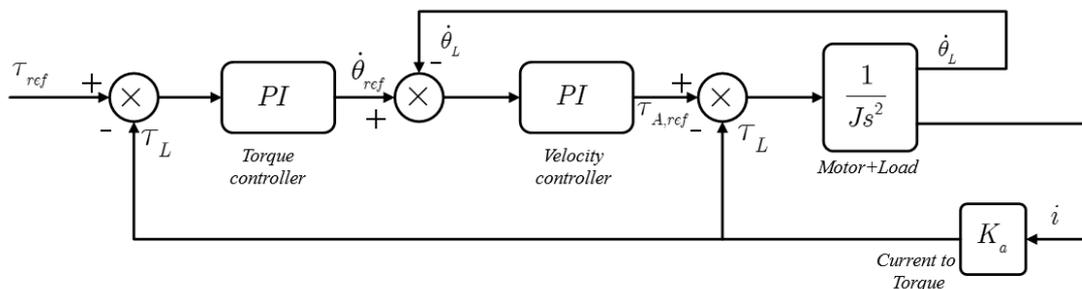 θ̇_L
θ̇_L
τ_ref
+
-
PI
θ̇_ref
+
-
PI
τ_A,ref
+
-
1
Js²
τ_L
τ_L
Torque
controller
Velocity
controller
Motor+Load
K_a
i
Current to
Torque